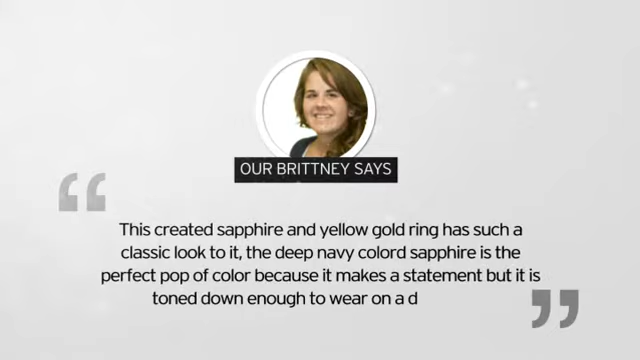 OUR BRITTNEY SAYS
“
This created sapphire and yellow gold ring has such a
classic look to it, the deep navy colord sapphire is the
perfect pop of color because it makes a statement but it is
toned down enough to wear on a d
”